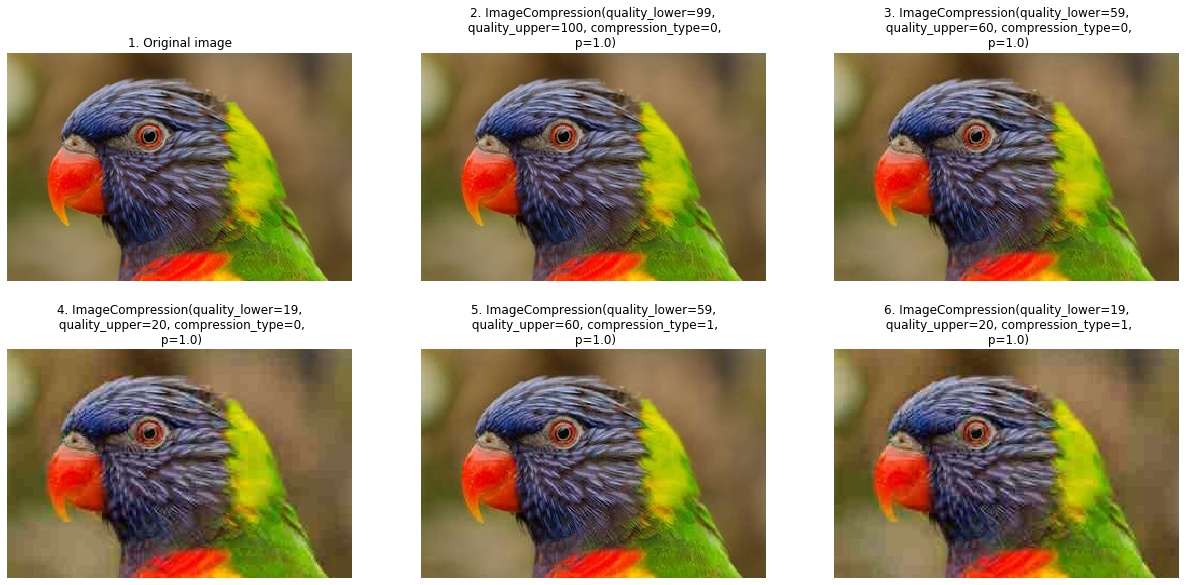 1. Original image
2. ImageCompression(quality_lower=99,
quality_upper=100, compression_type=0,
p=1.0)
3. ImageCompression(quality_lower=59,
quality_upper=60, compression_type=0,
p=1.0)
4. ImageCompression(quality_lower=19,
quality_upper=20, compression_type=0,
p=1.0)
5. ImageCompression(quality_lower=59,
quality_upper=60, compression_type=1,
p=1.0)
6. ImageCompression(quality_lower=19,
quality_upper=20, compression_type=1,
p=1.0)